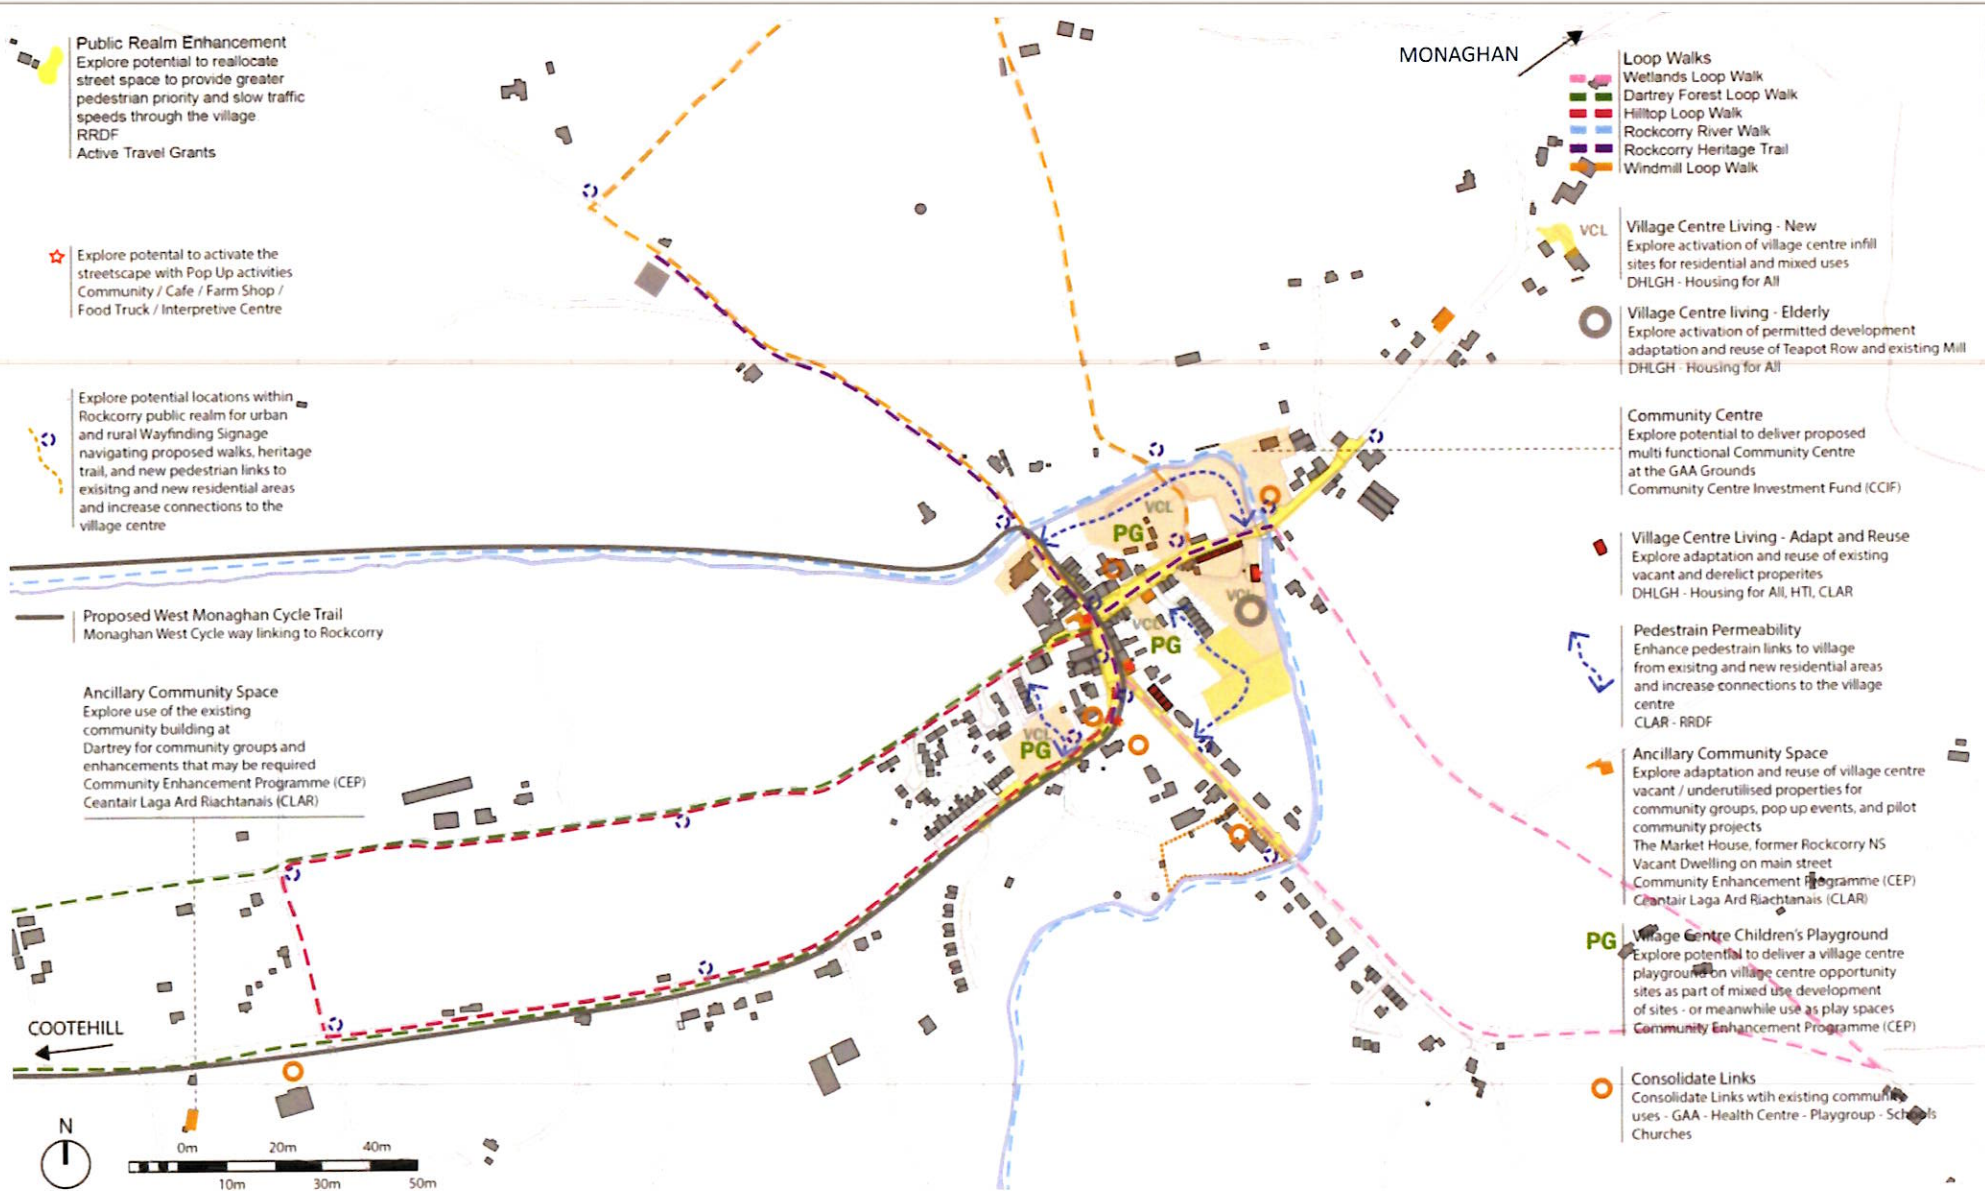 Public Realm Enhancement
Explore potential to reallocate
street space to provide greater
pedestrian priority and slow traffic
speeds through the village
RRDF
Active Travel Grants
Explore potental to activate the
streetscape with Pop Up activities
Community / Cafe / Farm Shop /
Food Truck / Interpretive Centre
Explore potential locations within
Rockcorry public realm for urban
and rural Wayfinding Signage
navigating proposed walks, heritage
trail, and new pedestrian links to
exisitng and new residential areas
and increase connections to the
village centre
Proposed West Monaghan Cycle Trail
Monaghan West Cycle way linking to Rockcorry
Ancillary Community Space
Explore use of the existing
community building at
Dartrey for community groups and
enhancements that may be required
Community Enhancement Programme (CEP)
Ceantair Laga Ard Riachtanais (CLAR)
COOTEHILL
N
0m 20m 40m
10m 30m 50m
VCL
PG
VCL
VCL
PG
VCL
PG
MONAGHAN
Loop Walks
Wetlands Loop Walk
Dartrey Forest Loop Walk
Hilltop Loop Walk
Rockcorry River Walk
Rockcorry Heritage Trail
Windmill Loop Walk
VCL
Village Centre Living - New
Explore activation of village centre infill
sites for residential and mixed uses
DHLGH - Housing for All
Village Centre living - Elderly
Explore activation of permitted development
adaptation and reuse of Teapot Row and existing Mill
DHLGH - Housing for All
Community Centre
Explore potential to deliver proposed
multi functional Community Centre
at the GAA Grounds
Community Centre Investment Fund (CCIF)
Village Centre Living - Adapt and Reuse
Explore adaptation and reuse of existing
vacant and derelict properites
DHLGH - Housing for All, HTI, CLAR
Pedestrain Permeability
Enhance pedestrain links to village
from exisitng and new residential areas
and increase connections to the village
centre
CLAR - RRDF
Ancillary Community Space
Explore adaptation and reuse of village centre
vacant / underutilised properties for
community groups, pop up events, and pilot
community projects
The Market House, former Rockcorry NS
Vacant Dwelling on main street
Community Enhancement Programme (CEP)
Ceantair Laga Ard Riachtanais (CLAR)
PG
Village Centre Children's Playground
Explore potential to deliver a village centre
playground on village centre opportunity
sites as part of mixed use development
of sites - or meanwhile use as play spaces
Community Enhancement Programme (CEP)
Consolidate Links
Consolidate Links wtih existing community
uses - GAA - Health Centre - Playgroup - Schools
Churches